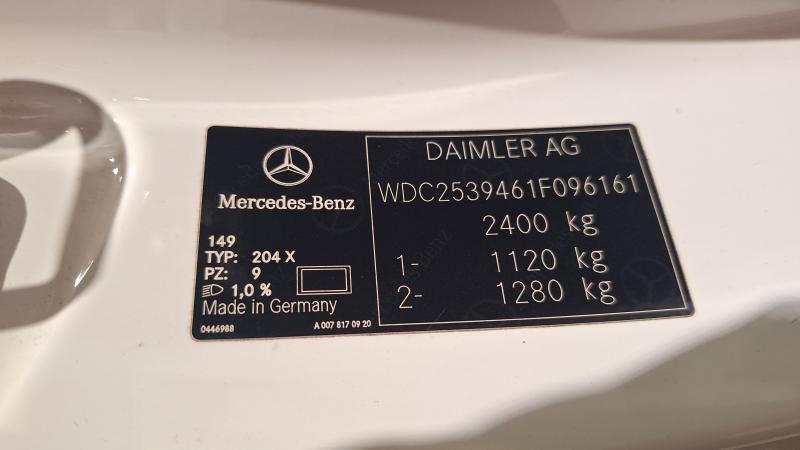 Mercedes-Benz
149
TYP: 204 X
PZ: 9
1,0 %
Made in Germany
0446988
A 007 817 09 20
DAIMLER AG
WDC2539461F096161
2400 kg
1- 1120 kg
2- 1280 kg